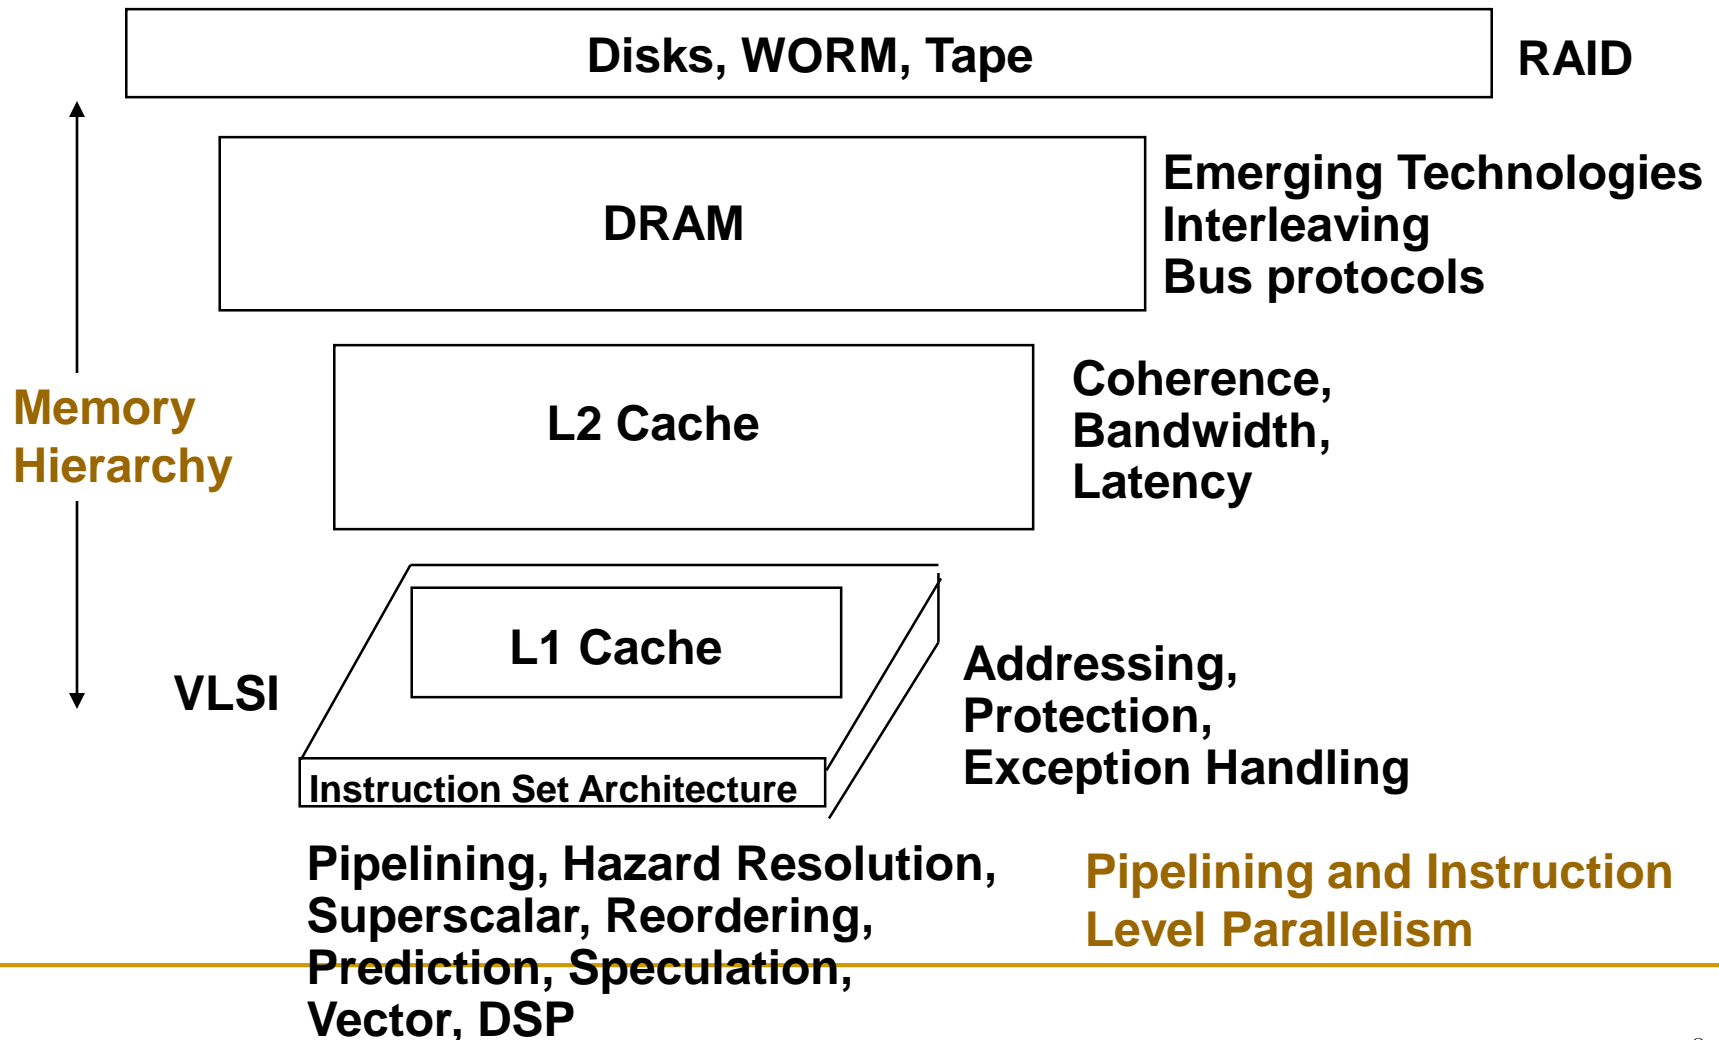 Disks, WORM, Tape
RAID
DRAM
Emerging Technologies
Interleaving
Bus protocols
Memory
Hierarchy
L2 Cache
Coherence,
Bandwidth,
Latency
L1 Cache
VLSI
Addressing,
Protection,
Exception Handling
Instruction Set Architecture
Pipelining, Hazard Resolution,
Superscalar, Reordering,
Prediction, Speculation,
Vector, DSP
Pipelining and Instruction
Level Parallelism